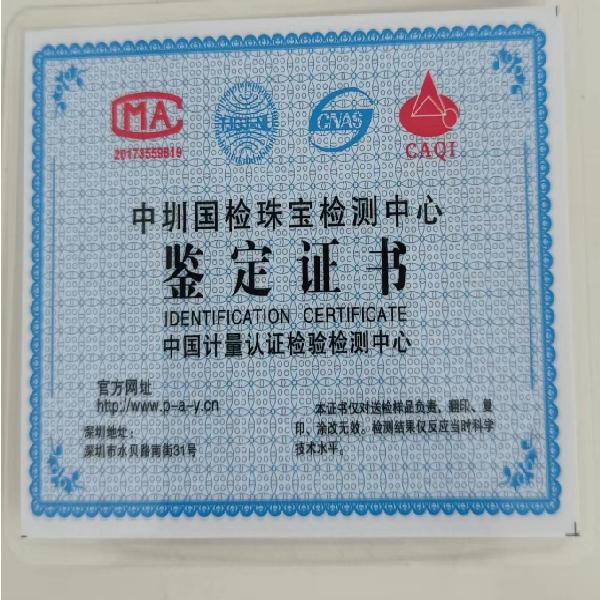 CMA
20173559619
GNAS
CAQI
中圳国检珠宝检测中心
鉴定证书
IDENTIFICATION CERTIFICATE
中国计量认证检验检测中心
官方网址
http://www.p-a-y.cn
深圳地址:
深圳市水贝路南街31号
本证书仅对送检样品负责,翻印、复
印、涂改无效。检测结果仅反应当时科学
技术水平。